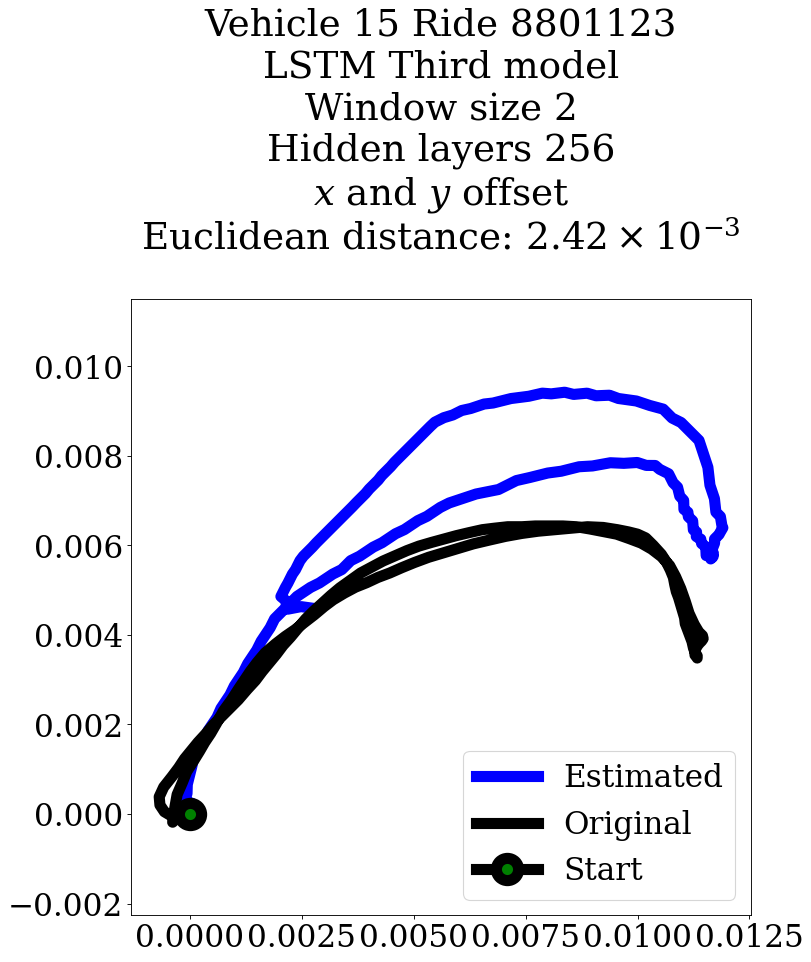 Vehicle 15 Ride 8801123
LSTM Third model
Window size 2
Hidden layers 256
x and y offset
Euclidean distance: 2.42 × 10⁻³
0.010
0.008
0.006
0.004
0.002
0.000
−0.002
Estimated
Original
Start
0.0000 0.0025 0.0050 0.0075 0.0100 0.0125